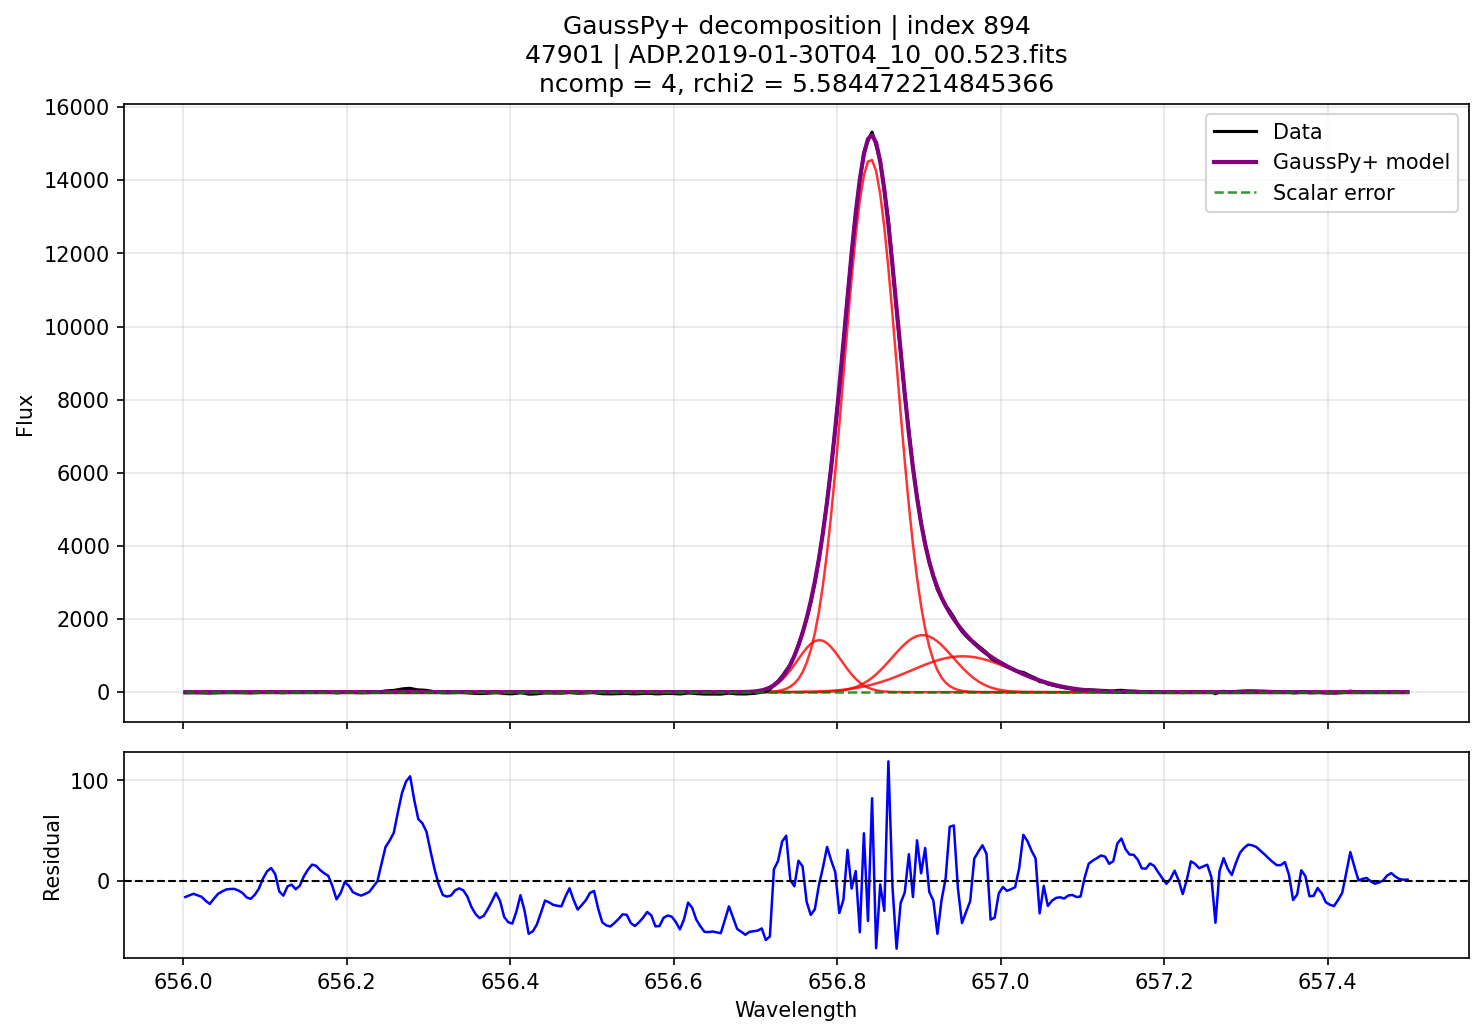 GaussPy+ decomposition | index 894
47901 | ADP.2019-01-30T04_10_00.523.fits
ncomp = 4, rchi2 = 5.584472214845366
16000
14000
12000
10000
8000
6000
4000
2000
0
Flux
Data
GaussPy+ model
Scalar error
100
0
Residual
656.0
656.2
656.4
656.6
656.8
657.0
657.2
657.4
Wavelength